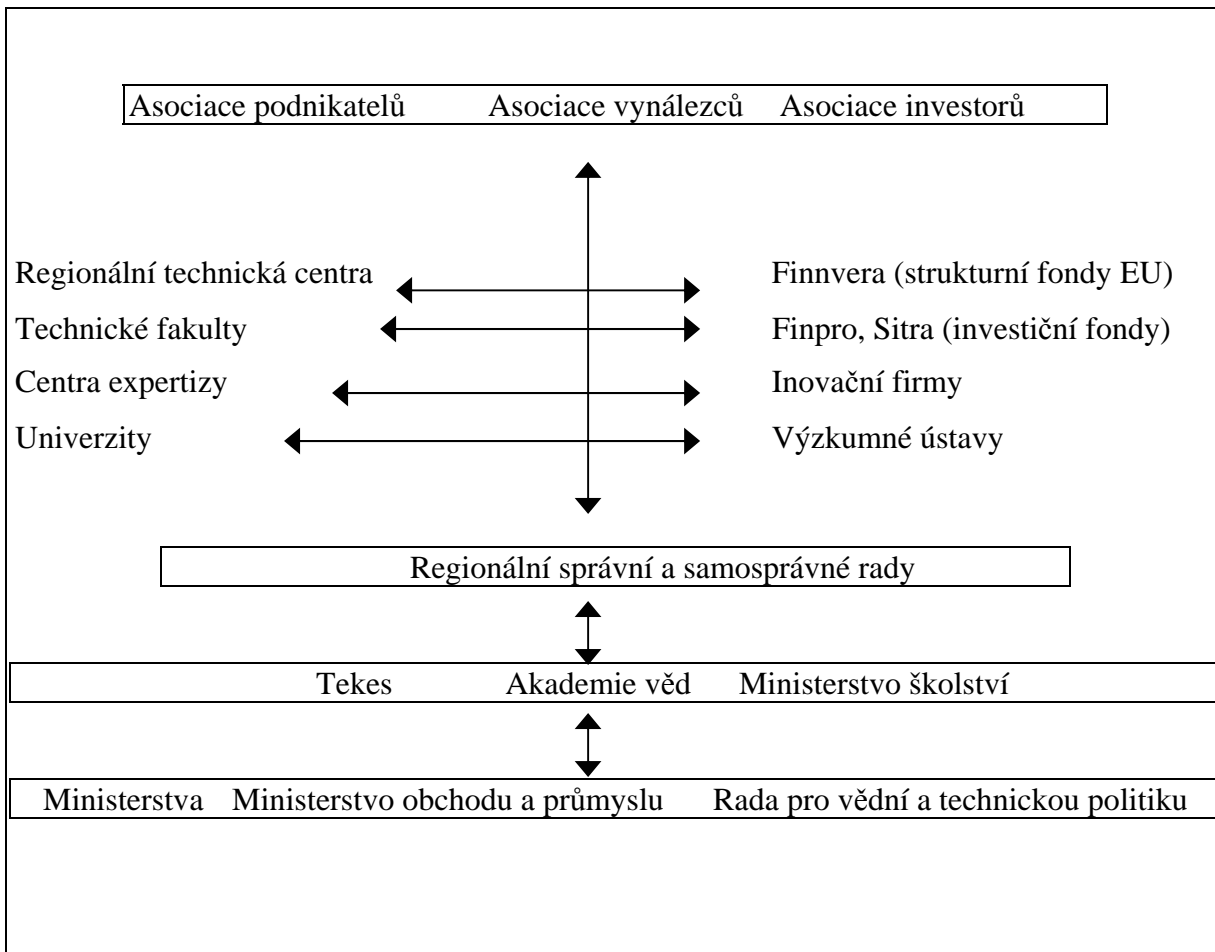 Asociace podnikatelů Asociace vynálezců Asociace investorů
Regionální technická centra Finnvera (strukturní fondy EU)
Technické fakulty Finpro, Sitra (investiční fondy)
Centra expertizy Inovační firmy
Univerzity Výzkumné ústavy
Regionální správní a samosprávné rady
Tekes Akademie věd Ministerstvo školství
Ministerstva Ministerstvo obchodu a průmyslu Rada pro vědní a technickou politiku